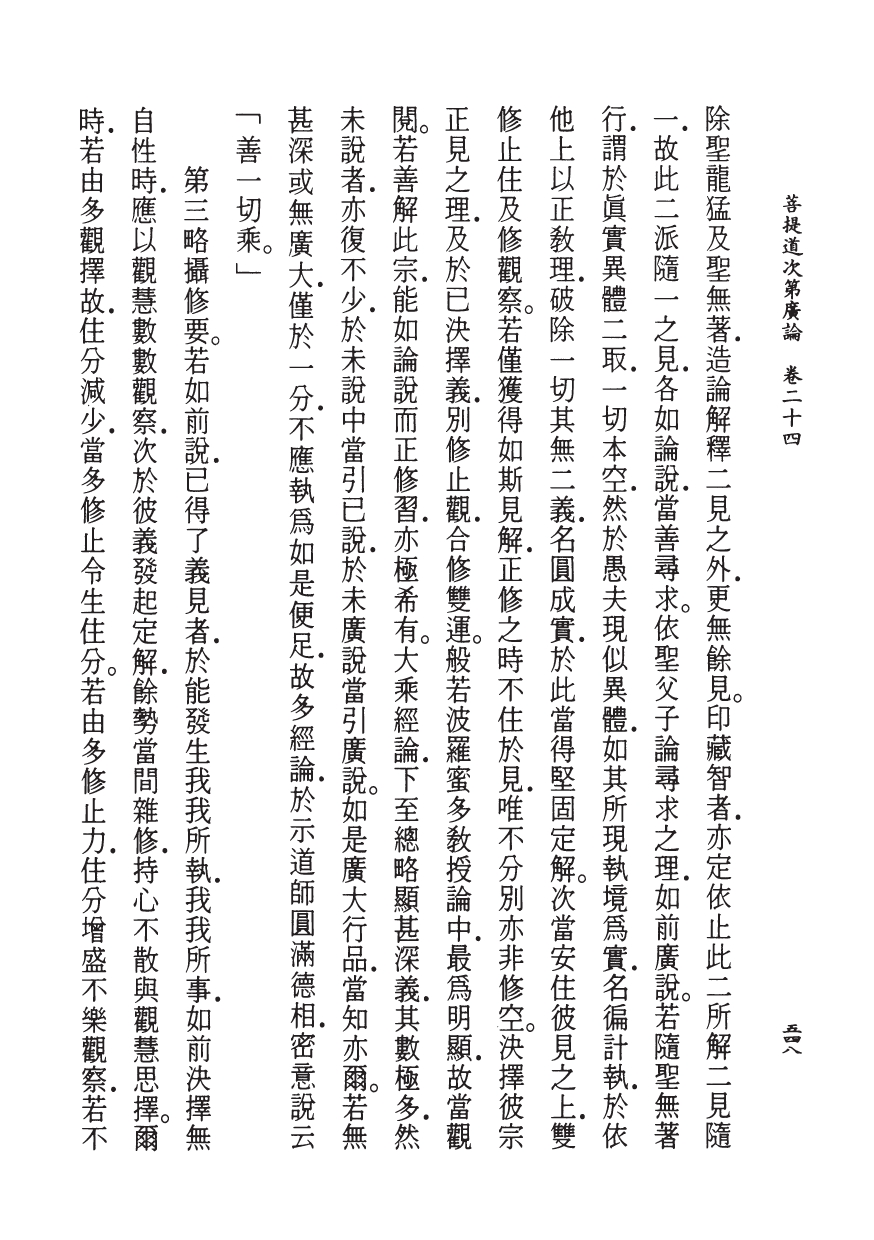 菩提道次第廣論　卷二十四
五四八
除聖龍猛及聖無著．造論解釋二見之外．更無餘見。印藏智者．亦定依止此二所解二見隨
一．故此二派隨一之見．各如論說．當善尋求。依聖父子論尋求之理．如前廣說。若隨聖無著
行．謂於眞實異體二取．一切本空．然於愚夫現似異體．如其所現執境爲實．名徧計執．於依
他上以正敎理．破除一切其無二義．名圓成實．於此當得堅固定解。次當安住彼見之上．雙
修止住及修觀察。若僅獲得如斯見解．正修之時不住於見．唯不分別亦非修空。決擇彼宗
正見之理．及於已決擇義．別修止觀．合修雙運。般若波羅蜜多敎授論中．最爲明顯．故當觀
閱。若善解此宗．能如論說而正修習．亦極希有。大乘經論．下至總略顯甚深義．其數極多．然
未說者．亦復不少．於未說中當引已說．於未廣說當引廣說。如是廣大行品．當知亦爾。若無
甚深或無廣大．僅於一分．不應執爲如是便足．故多經論．於示道師圓滿德相．密意說云
「善一切乘。」
第三略攝修要。若如前說．已得了義見者．於能發生我我所執．我我所事．如前決擇無
自性時．應以觀慧數數觀察．次於彼義發起定解．餘勢當間雜修．持心不散與觀慧思擇。爾
時．若由多觀擇故．住分減少．當多修止令生住分。若由多修止力．住分增盛不樂觀察．若不